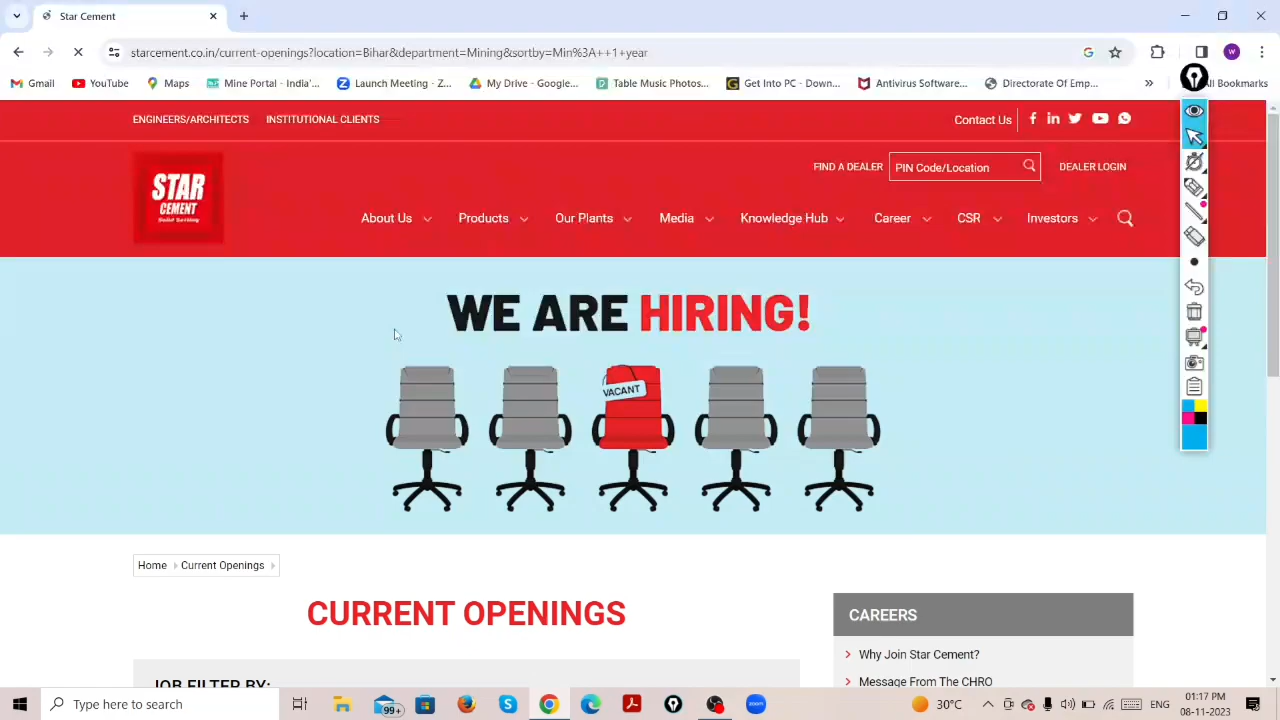 Star Cement
starcement.co.in/current-openings?location=Bihar&department=Mining&sortby=Min%3A++1+year
w
Gmail
YouTube
Maps
Mine Portal - India'...
Launch Meeting - Z...
My Drive - Google...
Table Music Photos...
Get Into PC - Down...
Antivirus Software...
Directorate Of Emp...
»
All Bookmarks
ENGINEERS/ARCHITECTS
INSTITUTIONAL CLIENTS
Contact Us
STAR
CEMENT
FIND A DEALER
PIN Code/Location
DEALER LOGIN
About Us
Products
Our Plants
Media
Knowledge Hub
Career
CSR
Investors
WE ARE HIRING!
VACANT
Home
Current Openings
CURRENT OPENINGS
CAREERS
Why Join Star Cement?
Message From The CHRO
JOB FILTER BY:
Type here to search
99+
zoom
30°C
ENG
01:17 PM
08-11-2023